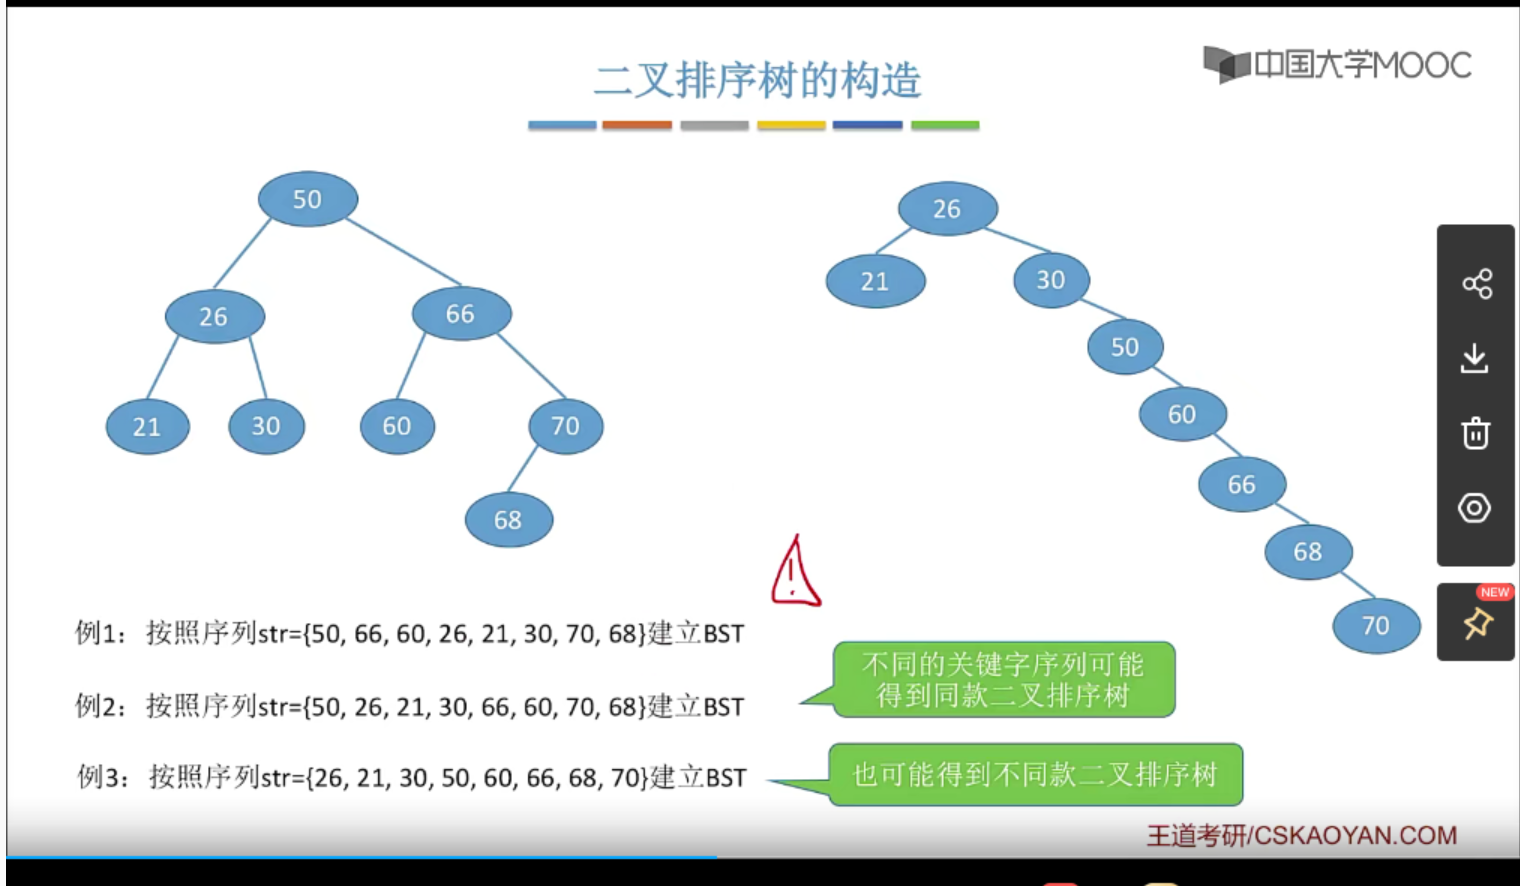 中国大学MOOC
二叉排序树的构造
50
26
66
21
30
60
70
68
26
21
30
50
60
66
68
70
!
例1：按照序列str={50, 66, 60, 26, 21, 30, 70, 68}建立BST
例2：按照序列str={50, 26, 21, 30, 66, 60, 70, 68}建立BST
不同的关键字序列可能
得到同款二叉排序树
例3：按照序列str={26, 21, 30, 50, 60, 66, 68, 70}建立BST
也可能得到不同款二叉排序树
王道考研/CSKAOYAN.COM
NEW